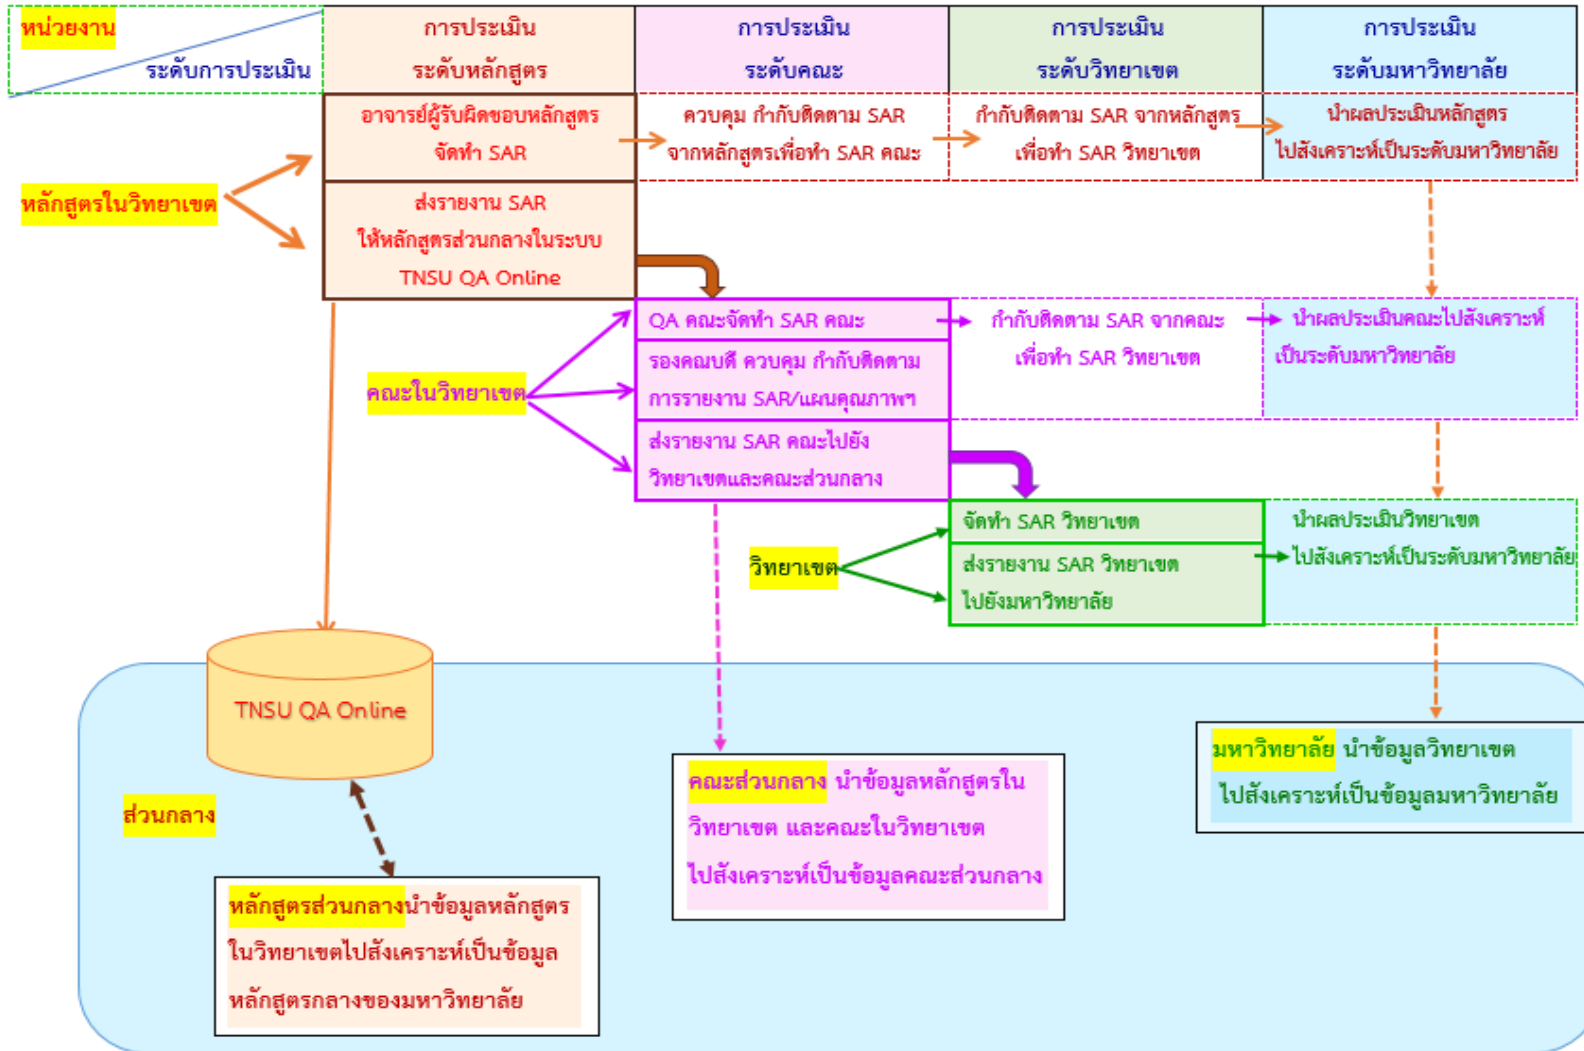 หน่วยงาน
ระดับการประเมิน
การประเมิน
ระดับหลักสูตร
การประเมิน
ระดับคณะ
การประเมิน
ระดับวิทยาเขต
การประเมิน
ระดับมหาวิทยาลัย
หลักสูตรในวิทยาเขต
อาจารย์ผู้รับผิดชอบหลักสูตร
จัดทำ SAR
ควบคุม กำกับติดตาม SAR
จากหลักสูตรเพื่อทำ SAR คณะ
กำกับติดตาม SAR จากหลักสูตร
เพื่อทำ SAR วิทยาเขต
นำผลประเมินหลักสูตร
ไปสังเคราะห์เป็นระดับมหาวิทยาลัย
ส่งรายงาน SAR
ให้หลักสูตรส่วนกลางในระบบ
TNSU QA Online
คณะในวิทยาเขต
QA คณะจัดทำ SAR คณะ
กำกับติดตาม SAR จากคณะ
เพื่อทำ SAR วิทยาเขต
นำผลประเมินคณะไปสังเคราะห์
เป็นระดับมหาวิทยาลัย
รองคณบดี ควบคุม กำกับติดตาม
การรายงาน SAR/แผนคุณภาพฯ
ส่งรายงาน SAR คณะไปยัง
วิทยาเขตและคณะส่วนกลาง
วิทยาเขต
จัดทำ SAR วิทยาเขต
ส่งรายงาน SAR วิทยาเขต
ไปยังมหาวิทยาลัย
นำผลประเมินวิทยาเขต
ไปสังเคราะห์เป็นระดับมหาวิทยาลัย
TNSU QA Online
ส่วนกลาง
หลักสูตรส่วนกลางนำข้อมูลหลักสูตร
ในวิทยาเขตไปสังเคราะห์เป็นข้อมูล
หลักสูตรกลางของมหาวิทยาลัย
คณะส่วนกลาง นำข้อมูลหลักสูตรใน
วิทยาเขต และคณะในวิทยาเขต
ไปสังเคราะห์เป็นข้อมูลคณะส่วนกลาง
มหาวิทยาลัย นำข้อมูลวิทยาเขต
ไปสังเคราะห์เป็นข้อมูลมหาวิทยาลัย